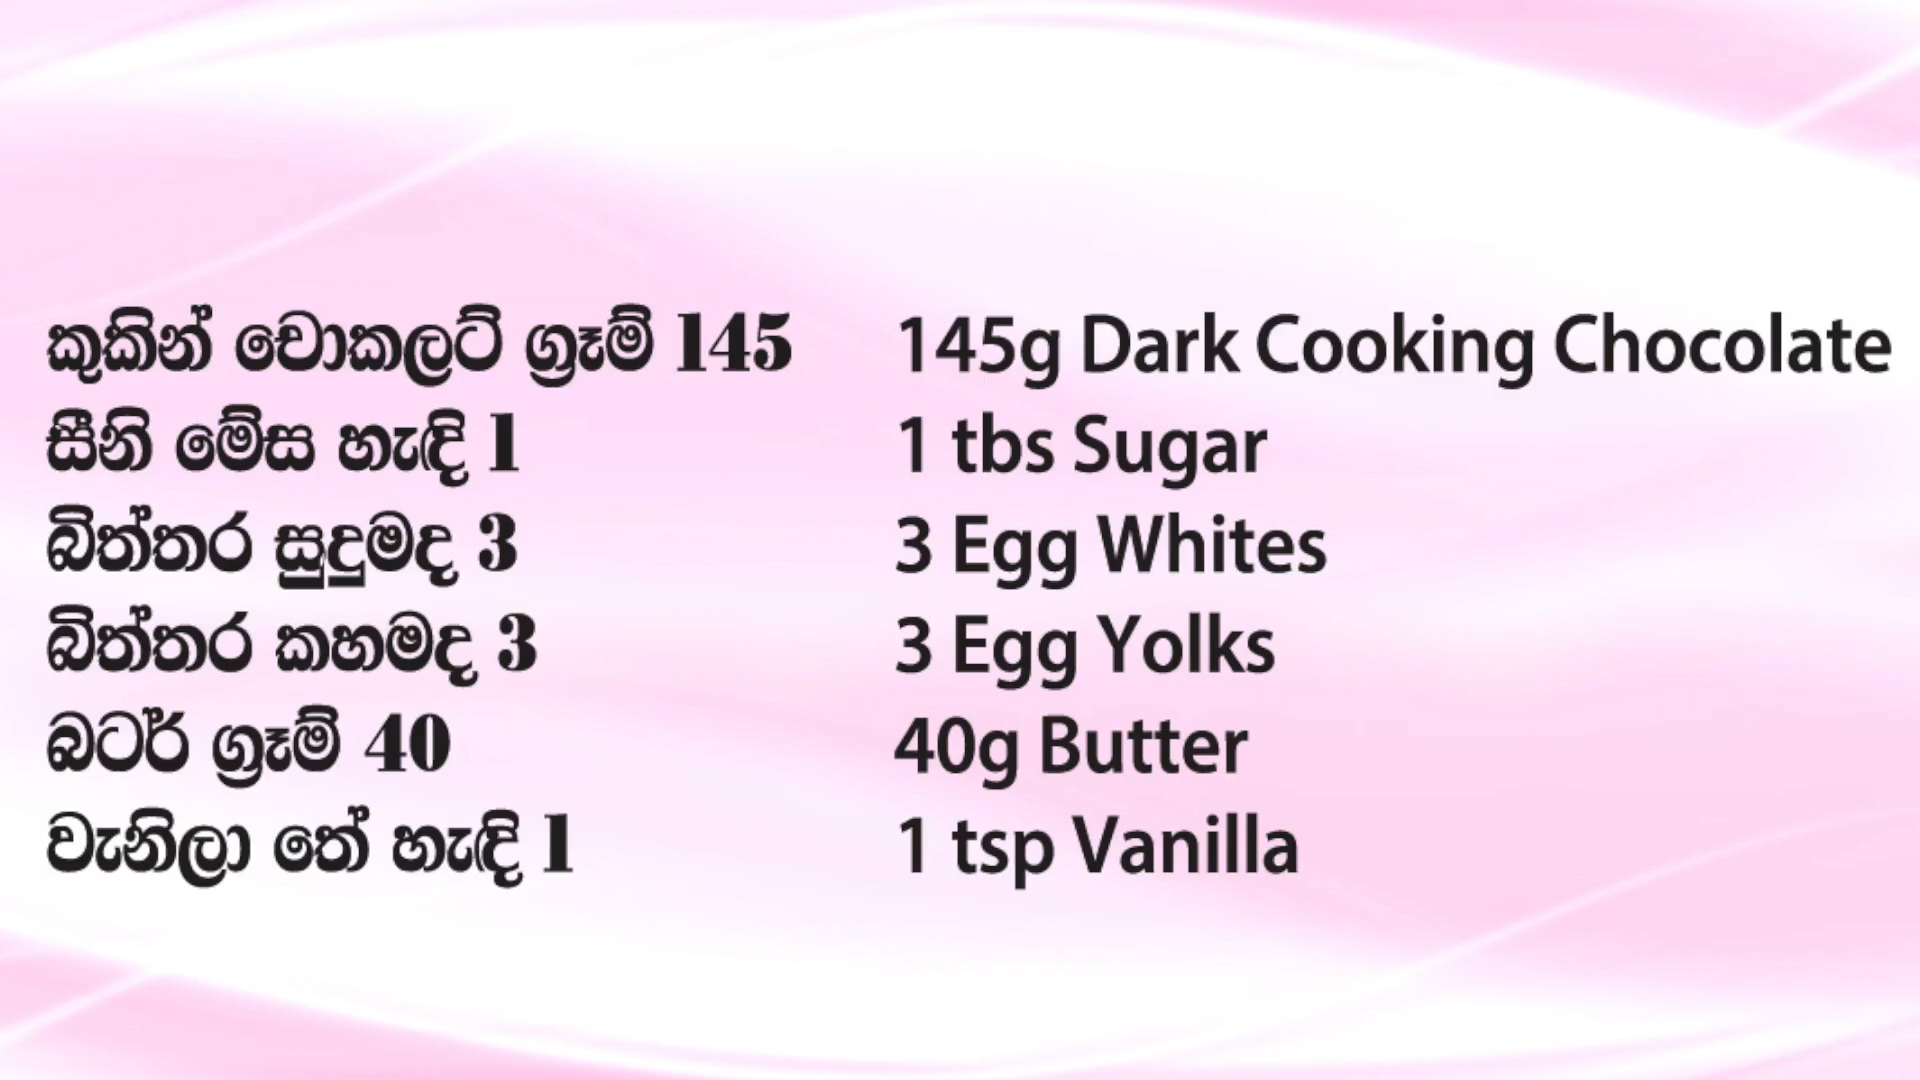 කුකින් චොකලට් ග්‍රෑම් 145
සීනි මේස හැඳි 1
බිත්තර සුදුමද 3
බිත්තර කහමද 3
බටර් ග්‍රෑම් 40
වැනිලා තේ හැඳි 1
145g Dark Cooking Chocolate
1 tbs Sugar
3 Egg Whites
3 Egg Yolks
40g Butter
1 tsp Vanilla